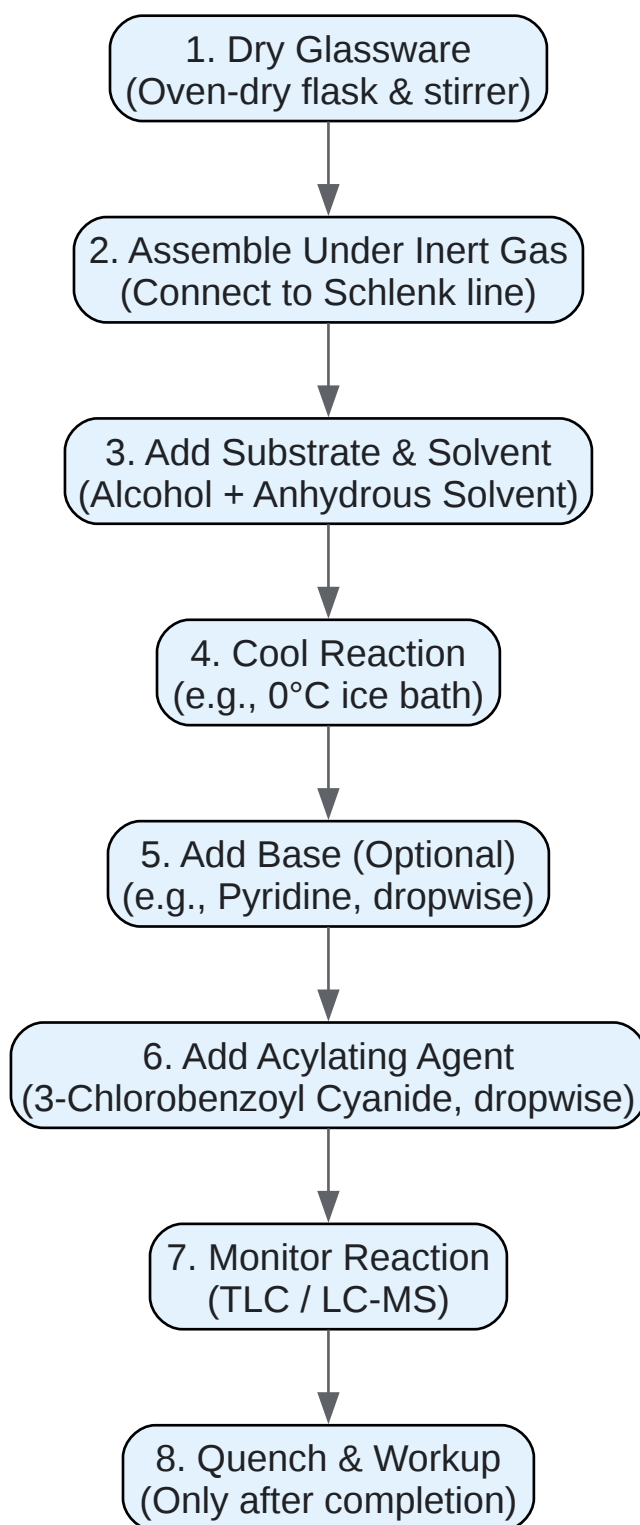 1. Dry Glassware
(Oven-dry flask & stirrer)
2. Assemble Under Inert Gas
(Connect to Schlenk line)
3. Add Substrate & Solvent
(Alcohol + Anhydrous Solvent)
4. Cool Reaction
(e.g., 0°C ice bath)
5. Add Base (Optional)
(e.g., Pyridine, dropwise)
6. Add Acylating Agent
(3-Chlorobenzoyl Cyanide, dropwise)
7. Monitor Reaction
(TLC / LC-MS)
8. Quench & Workup
(Only after completion)